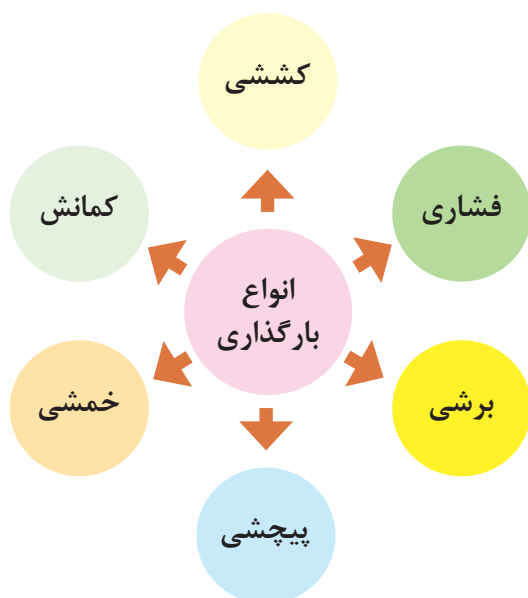 کششی
فشاری
کمانش
انواع
بارگذاری
برشی
خمشی
پیچشی